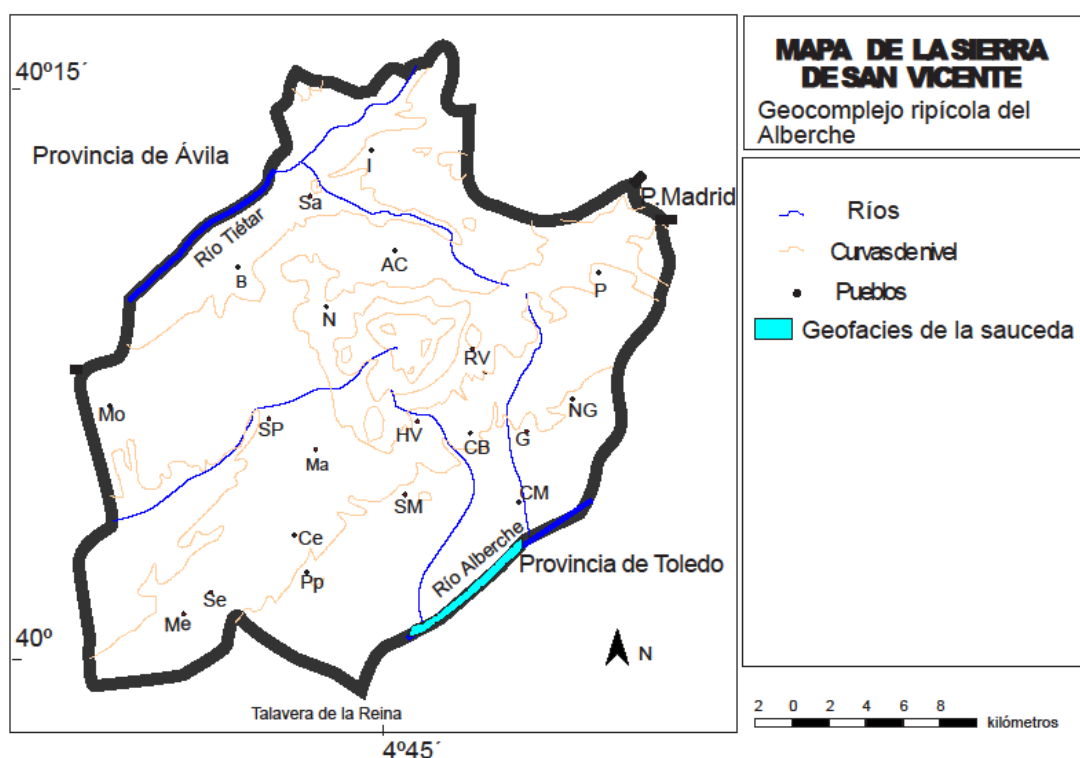 40º15´
Provincia de Ávila
Río Tiétar
I
Sa
P.Madrid
AC
B
P
N
RV
Mo
NG
SP
HV
CB
G
Ma
SM
CM
Ce
Río Alberche
Provincia de Toledo
Pp
Se
Me
40º
N
Talavera de la Reina
4º45´
MAPA DE LA SIERRA
DE SAN VICENTE
Geocomplejo ripícola del
Alberche
Ríos
Curvas de nivel
Pueblos
Geofacies de la sauceda
2 0 2 4 6 8
kilómetros